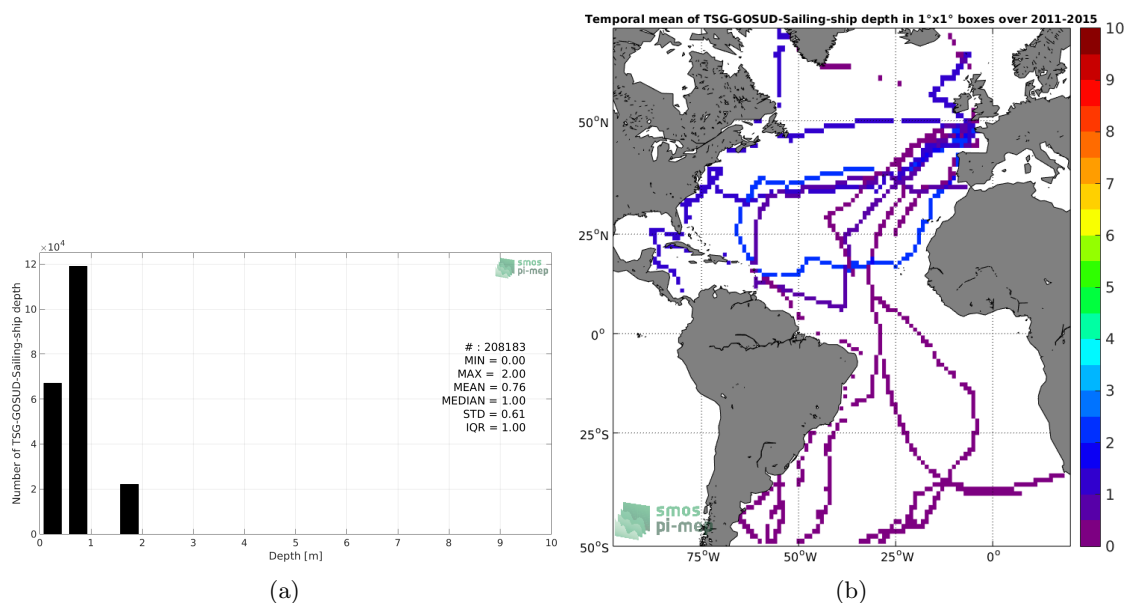 ×10⁴
12
10
8
6
4
2
0
Number of TSG-GOSUD-Sailing-ship depth
smos
pi-mep
# : 208183
MIN = 0.00
MAX = 2.00
MEAN = 0.76
MEDIAN = 1.00
STD = 0.61
IQR = 1.00
0 1 2 3 4 5 6 7 8 9 10
Depth [m]
(a)
Temporal mean of TSG-GOSUD-Sailing-ship depth in 1°x1° boxes over 2011-2015
50°N
25°N
0°
25°S
50°S
smos
pi-mep
75°W 50°W 25°W 0°
10
9
8
7
6
5
4
3
2
1
0
(b)